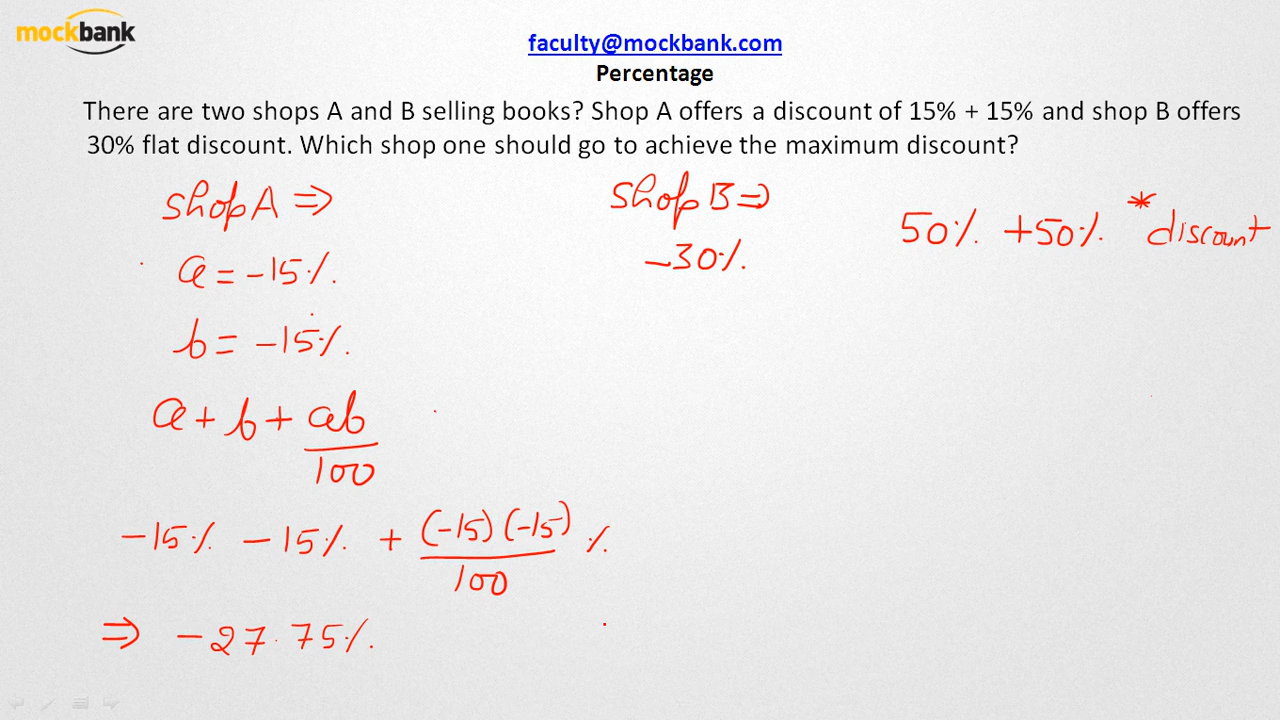 mockbank
faculty@mockbank.com
Percentage
There are two shops A and B selling books? Shop A offers a discount of 15% + 15% and shop B offers
30% flat discount. Which shop one should go to achieve the maximum discount?
Shop A ⇒
a = -15%.
b = -15%.
a + b + ab/100
-15% -15% + (-15)(-15)/100 %
⇒ -27.75%.
Shop B ⇒
-30%.
50% +50% *discount